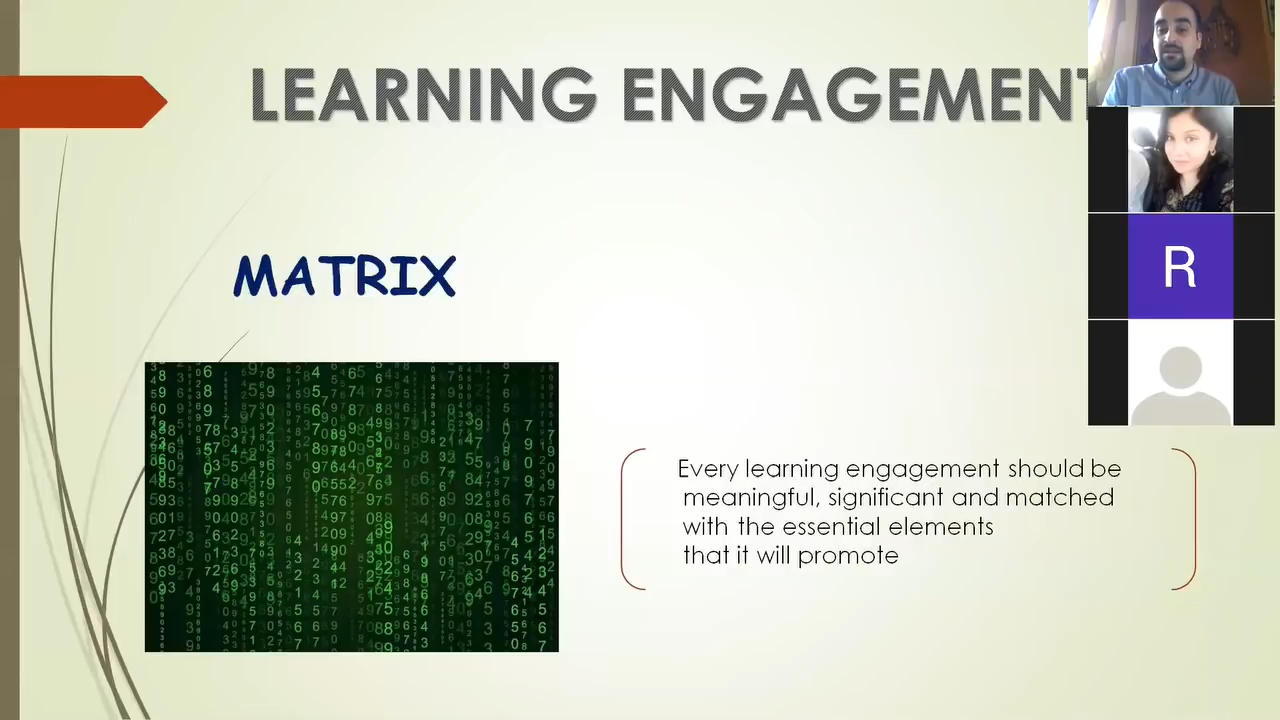 LEARNING ENGAGEMENT
MATRIX
Every learning engagement should be
meaningful, significant and matched
with the essential elements
that it will promote
R